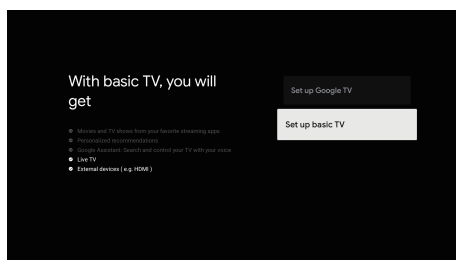 With basic TV, you will
get
Movies and TV shows from your favorite streaming apps
Personalized recommendations
Google Assistant: Search and control your TV with your voice
Live TV
External devices ( e.g. HDMI )
Set up Google TV
Set up basic TV